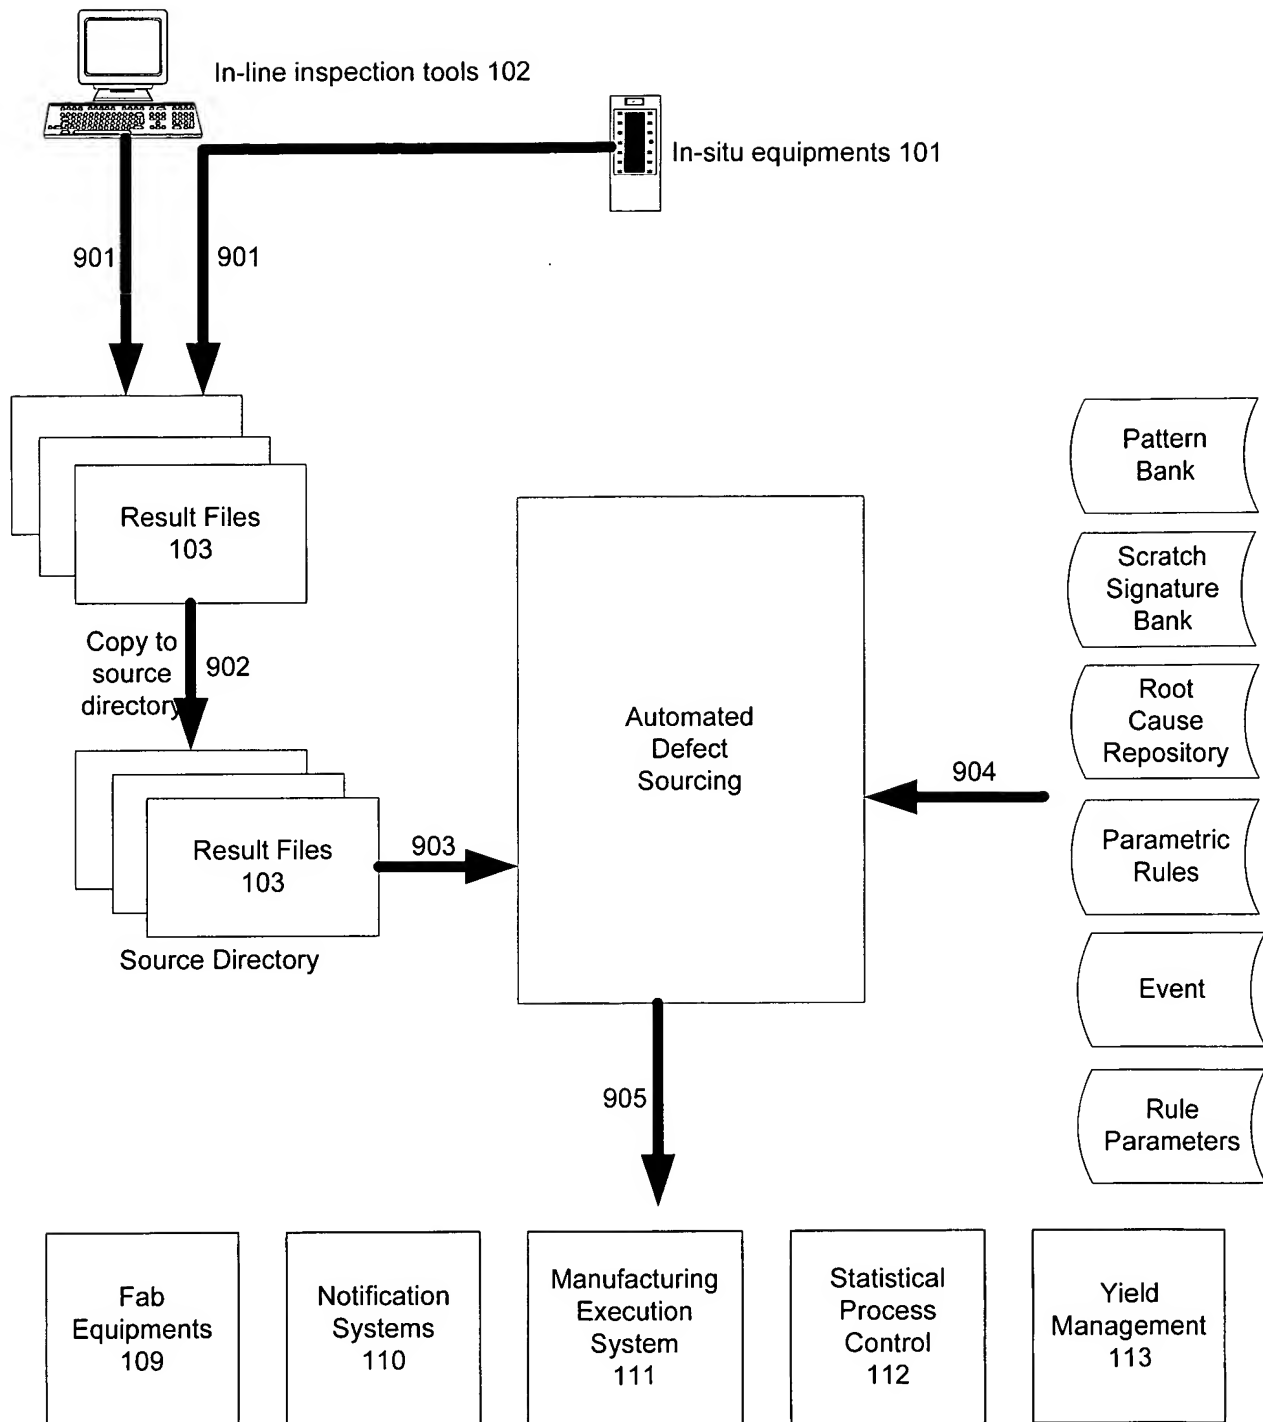 In-line inspection tools 102
In-situ equipments 101
901
901
Result Files
103
Copy to
source
directory
902
Result Files
103
Source Directory
903
Automated
Defect
Sourcing
904
905
Pattern
Bank
Scratch
Signature
Bank
Root
Cause
Repository
Parametric
Rules
Event
Rule
Parameters
Fab
Equipments
109
Notification
Systems
110
Manufacturing
Execution
System
111
Statistical
Process
Control
112
Yield
Management
113